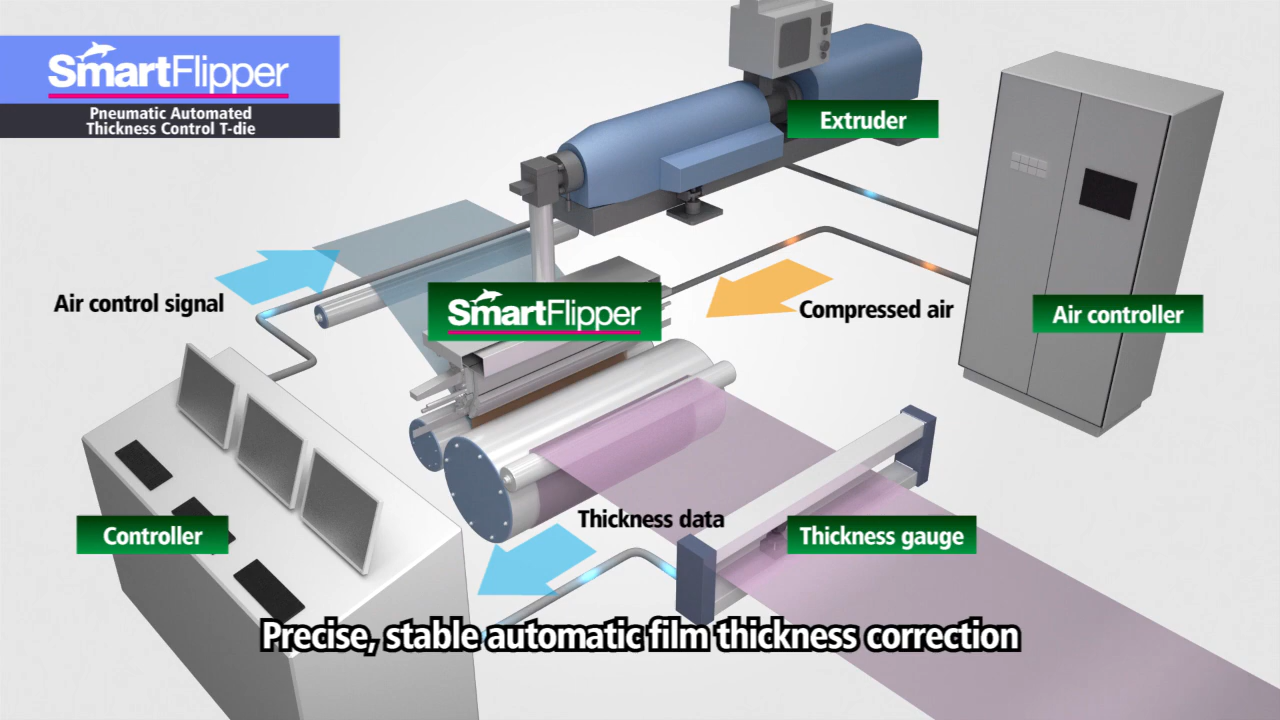 SmartFlipper
Pneumatic Automated
Thickness Control T-die
Extruder
Air control signal
SmartFlipper
Compressed air
Air controller
Controller
Thickness data
Thickness gauge
Precise, stable automatic film thickness correction